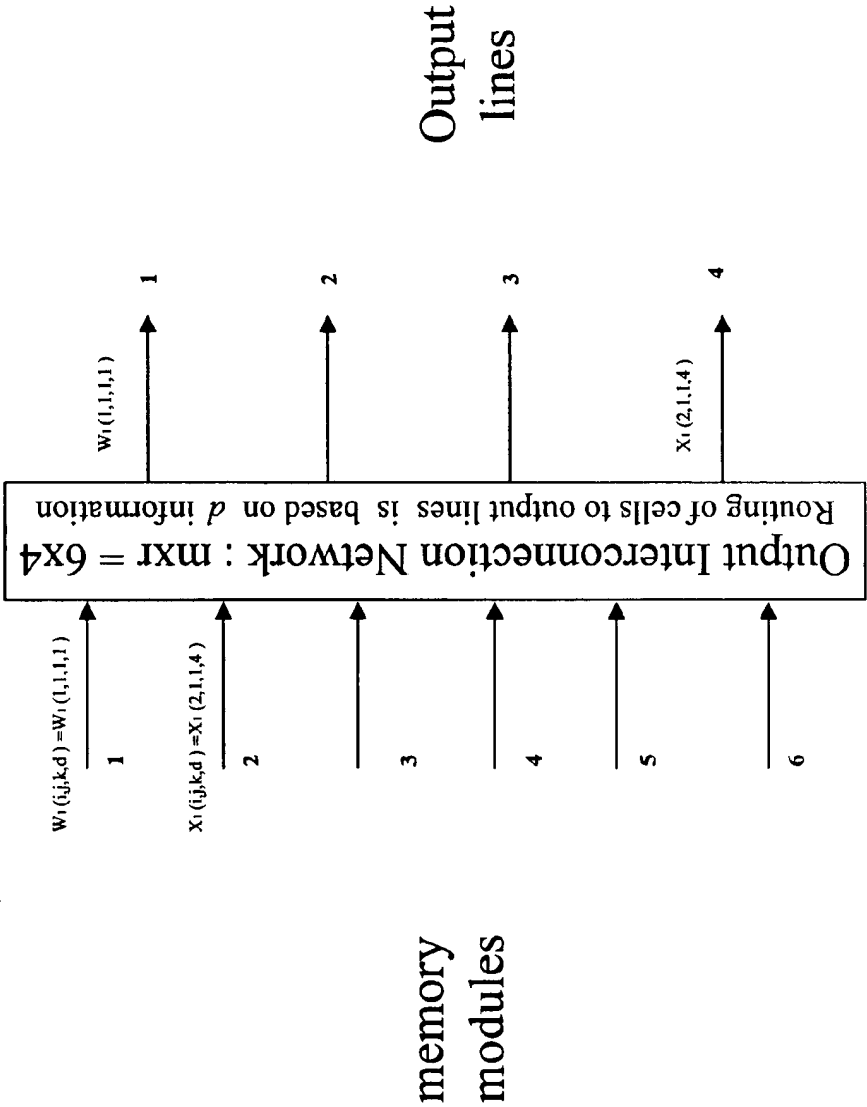 memory
modules
W1 (i,j,k,d ) =W1 (1,1,1,1 )
1
X1 (i,j,k,d ) =X1 (2,1,1,4 )
2
3
4
5
6
Output Interconnection Network : mxr = 6x4
Routing of cells to output lines is based on d information
W1 (1,1,1,1 )
1
2
3
X1 (2,1,1,4 )
4
Output
lines